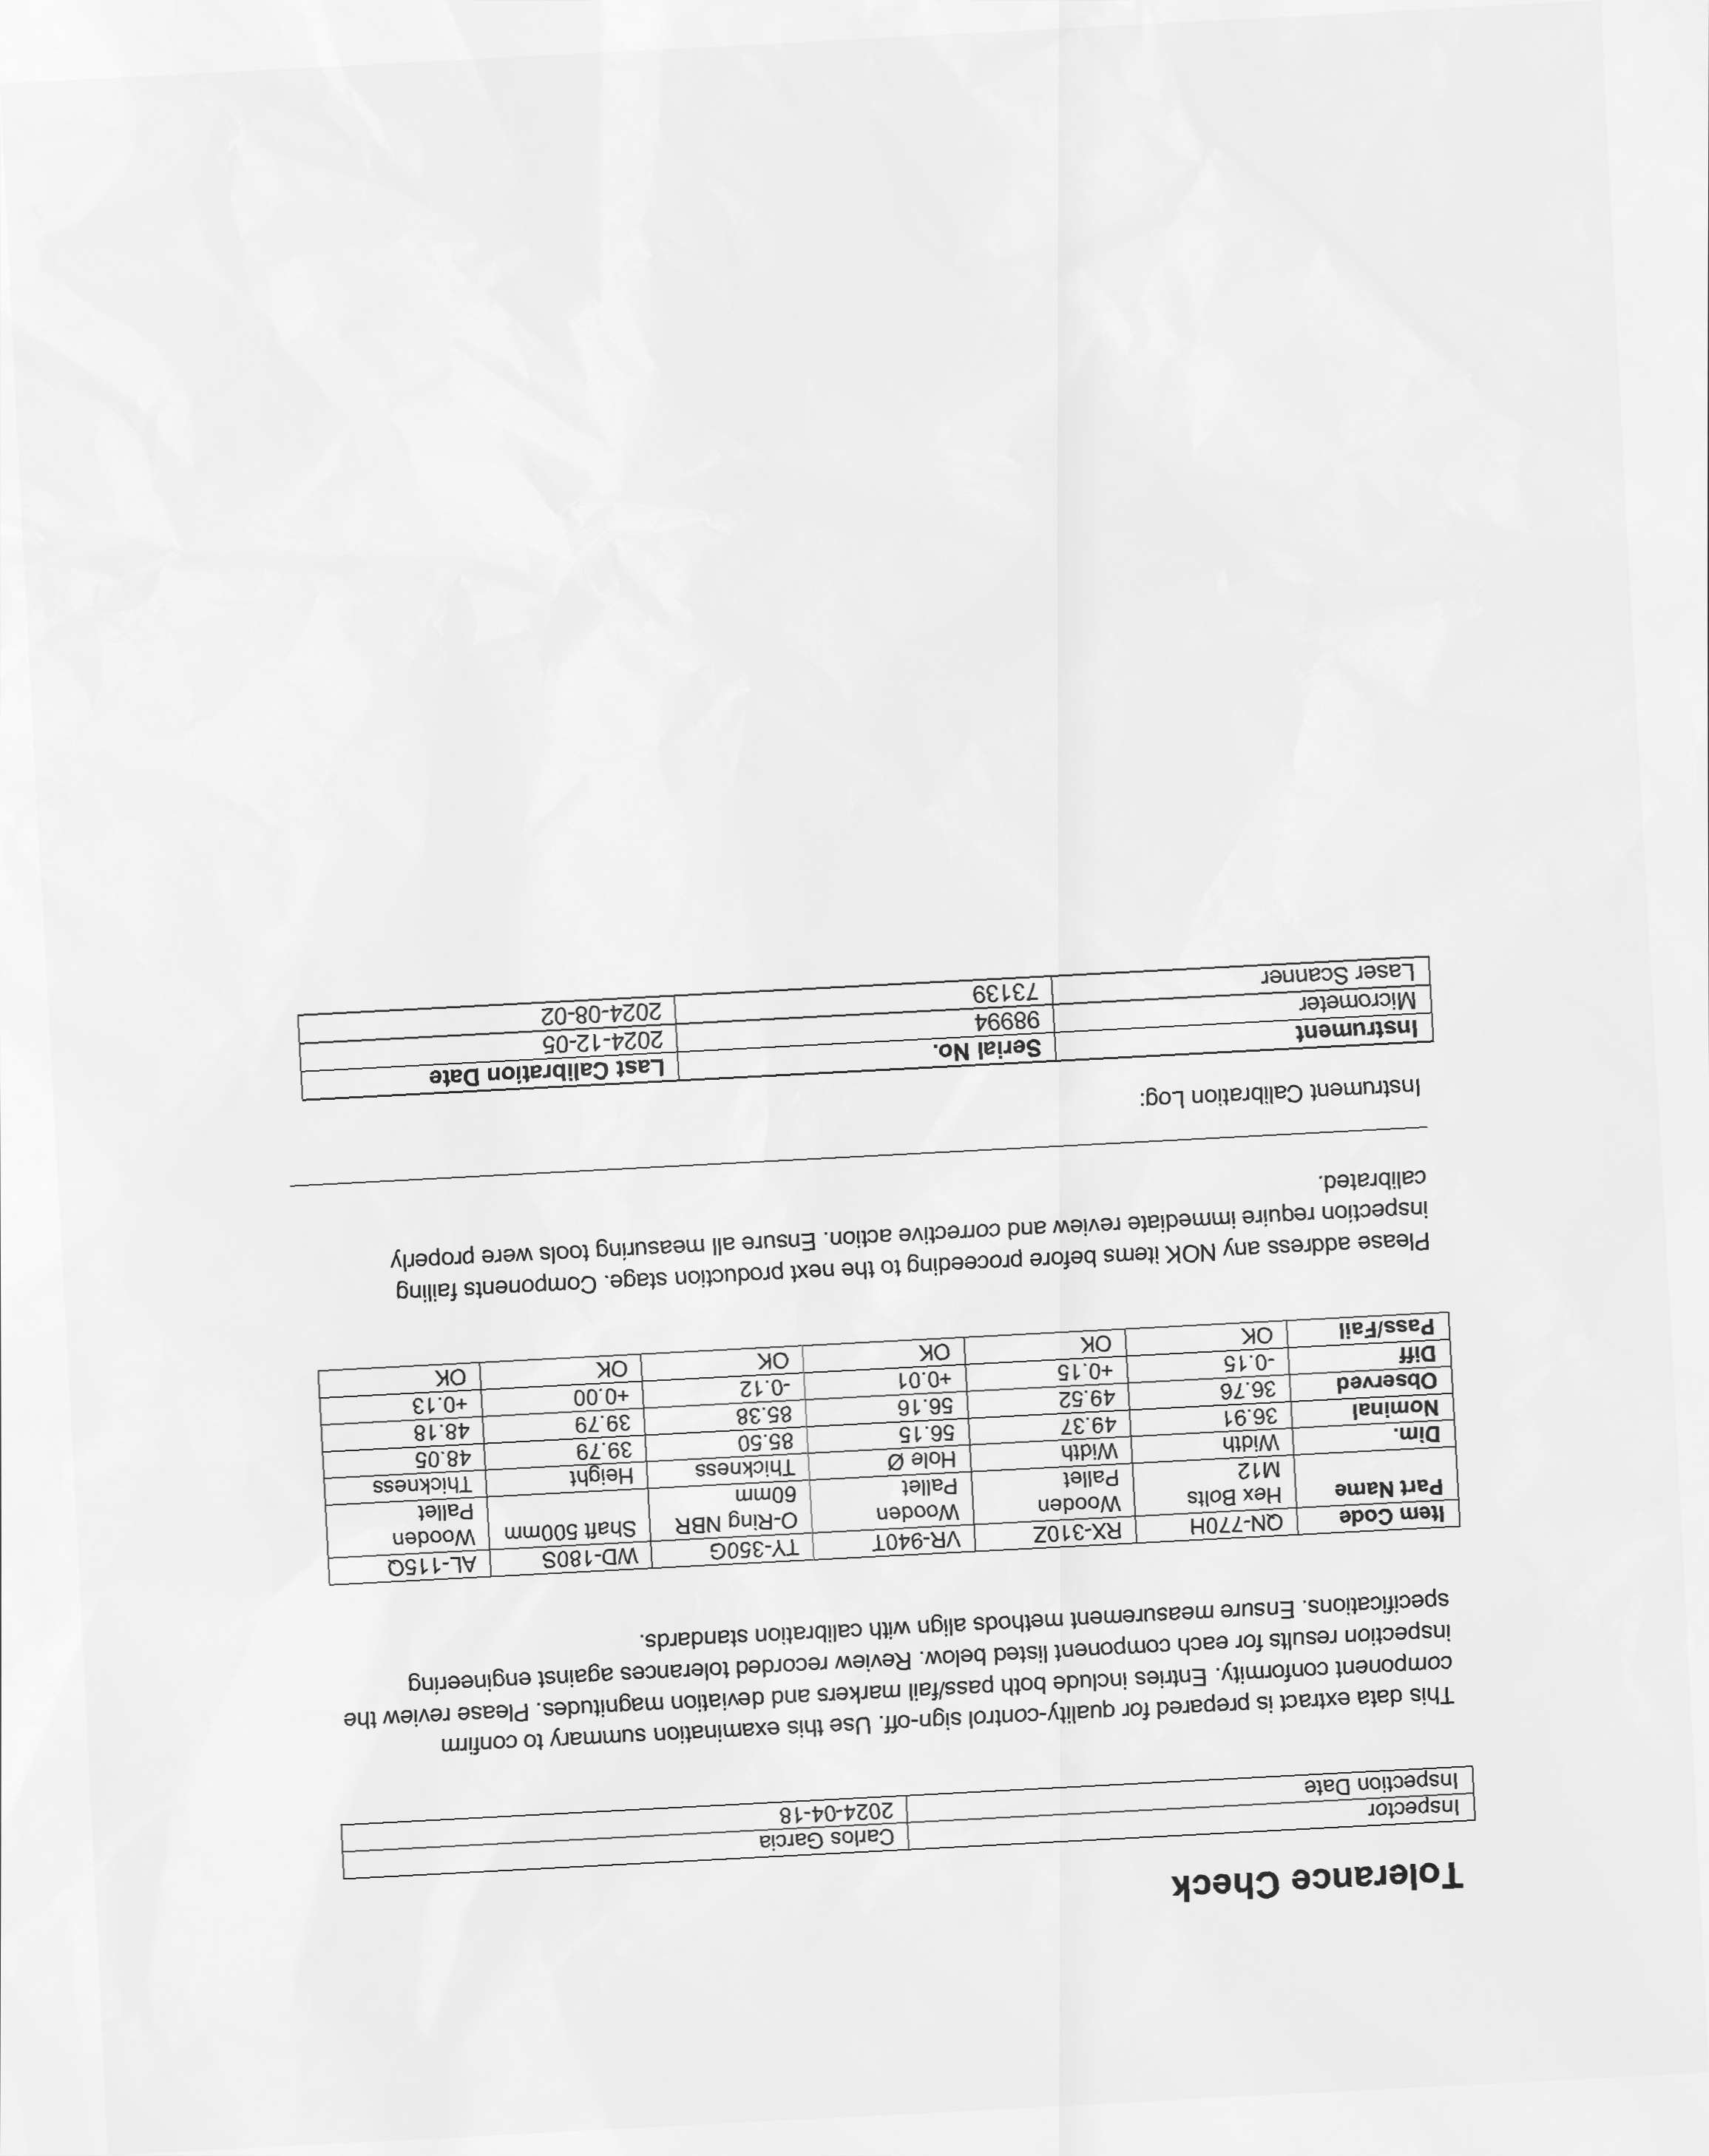 Tolerance Check
Inspector Carlos Garcia
Inspection Date 2024-04-18
This data extract is prepared for quality-control sign-off. Use this examination summary to confirm
component conformity. Entries include both pass/fail markers and deviation magnitudes. Please review the
inspection results for each component listed below. Review recorded tolerances against engineering
specifications. Ensure measurement methods align with calibration standards.
Item Code QN-770H RX-310Z VR-940T TY-350G WD-180S AL-115Q
Part Name Hex Bolts Wooden Wooden O-Ring NBR Shaft 500mm Wooden
M12 Pallet Pallet 60mm Pallet
Dim. Width Width Hole Ø Thickness Height Thickness
Nominal 36.91 49.37 56.15 85.50 39.79 48.05
Observed 36.76 49.52 56.16 85.38 39.79 48.18
Diff -0.15 +0.15 +0.01 -0.12 +0.00 +0.13
Pass/Fail OK OK OK OK OK OK
Please address any NOK items before proceeding to the next production stage. Components failing
inspection require immediate review and corrective action. Ensure all measuring tools were properly
calibrated.
Instrument Calibration Log:
Instrument Serial No. Last Calibration Date
Micrometer 98994 2024-12-05
Laser Scanner 73139 2024-08-02